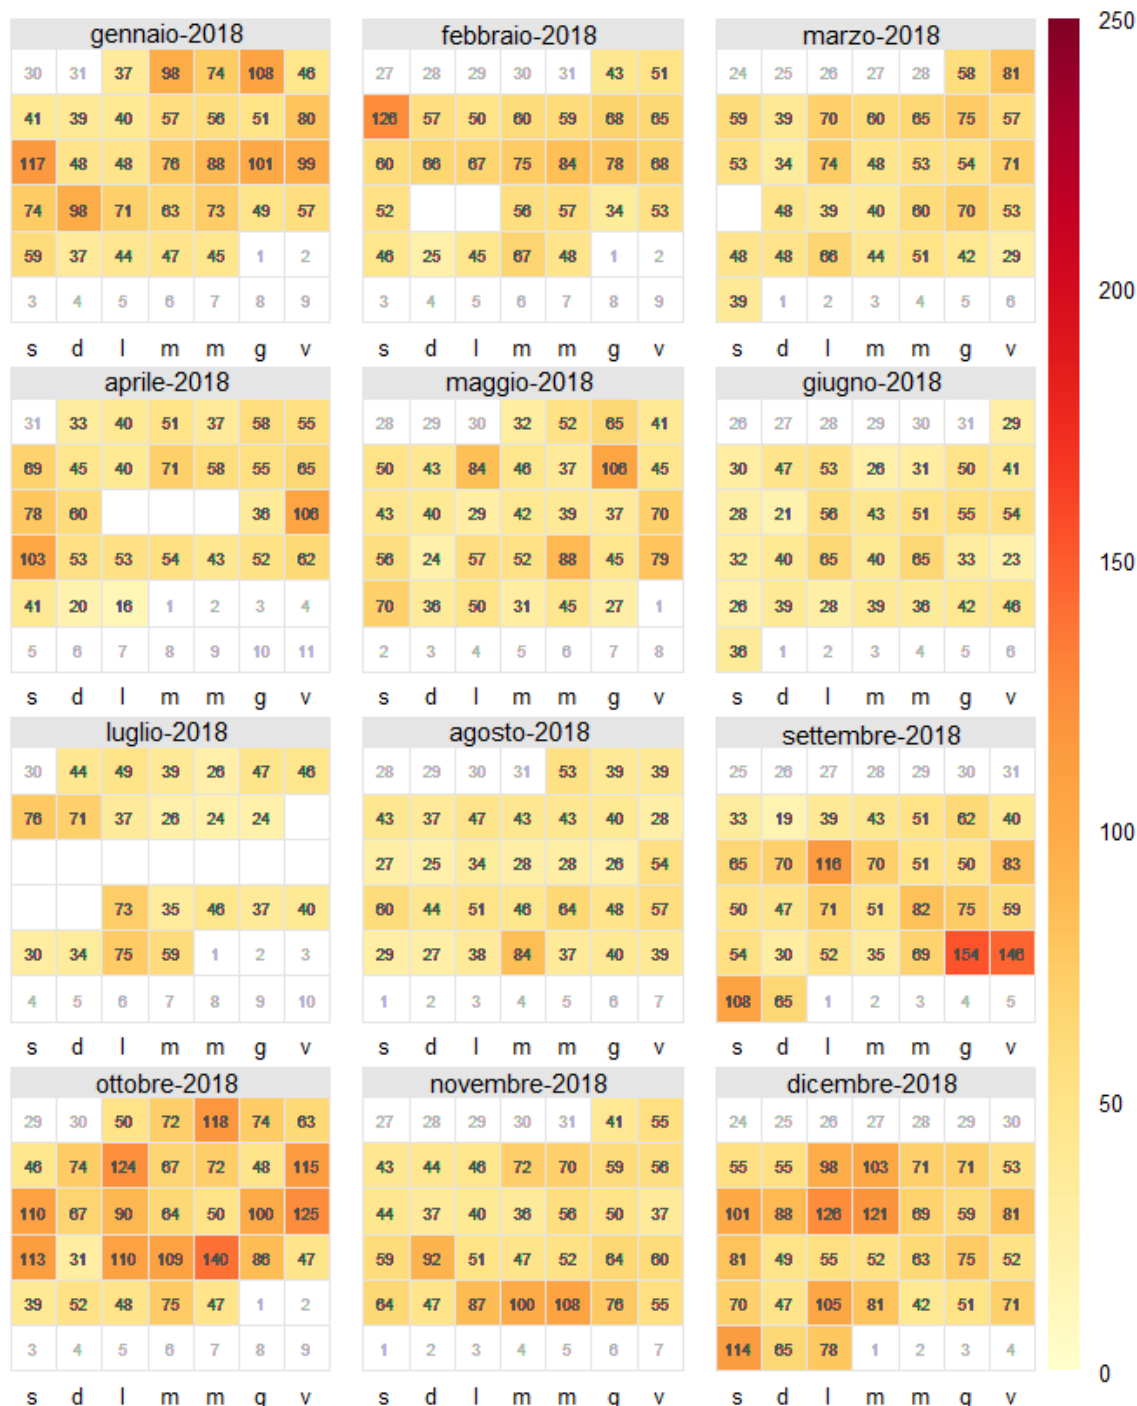 gennaio-2018 febbraio-2018 marzo-2018 250
30 31 37 98 74 108 46 27 28 29 30 31 43 51 24 25 26 27 28 58 81
41 39 40 57 56 51 80 126 57 50 60 59 68 65 59 39 70 60 65 75 57
117 48 48 76 88 101 99 60 66 67 75 84 78 68 53 34 74 48 53 54 71
74 98 71 63 73 49 57 52 56 57 34 53 48 39 40 60 70 53
59 37 44 47 45 1 2 46 25 45 67 48 1 2 48 48 66 44 51 42 29
3 4 5 6 7 8 9 3 4 5 6 7 8 9 39 1 2 3 4 5 6 200
s d l m m g v s d l m m g v s d l m m g v
aprile-2018 maggio-2018 giugno-2018
31 33 40 51 37 58 55 28 29 30 32 52 65 41 26 27 28 29 30 31 29
69 45 40 71 58 55 65 50 43 84 46 37 106 45 30 47 53 26 31 50 41
78 60 36 106 43 40 29 42 39 37 70 28 21 56 43 51 55 54
103 53 53 54 43 52 62 56 24 57 52 88 45 79 32 40 65 40 65 33 23 150
41 20 16 1 2 3 4 70 36 50 31 45 27 1 26 39 28 39 36 42 46
5 6 7 8 9 10 11 2 3 4 5 6 7 8 36 1 2 3 4 5 6
s d l m m g v s d l m m g v s d l m m g v
luglio-2018 agosto-2018 settembre-2018
30 44 49 39 26 47 46 28 29 30 31 53 39 39 25 26 27 28 29 30 31
76 71 37 26 24 24 43 37 47 43 43 40 28 33 19 39 43 51 62 40 100
27 25 34 28 28 26 54 65 70 116 70 51 50 83
73 35 46 37 40 60 44 51 46 64 48 57 50 47 71 51 82 75 59
30 34 75 59 1 2 3 29 27 38 84 37 40 39 54 30 52 35 69 154 146
4 5 6 7 8 9 10 1 2 3 4 5 6 7 108 65 1 2 3 4 5
s d l m m g v s d l m m g v s d l m m g v
ottobre-2018 novembre-2018 dicembre-2018 50
29 30 50 72 118 74 63 27 28 29 30 31 41 55 24 25 26 27 28 29 30
46 74 124 67 72 48 115 43 44 46 72 70 59 56 55 55 98 103 71 71 53
110 67 90 64 50 100 125 44 37 40 36 56 50 37 101 88 126 121 69 59 81
113 31 110 109 140 86 47 59 92 51 47 52 64 60 81 49 55 52 63 75 52
39 52 48 75 47 1 2 64 47 87 100 108 76 55 70 47 105 81 42 51 71
3 4 5 6 7 8 9 1 2 3 4 5 6 7 114 65 78 1 2 3 4 0
s d l m m g v s d l m m g v s d l m m g v